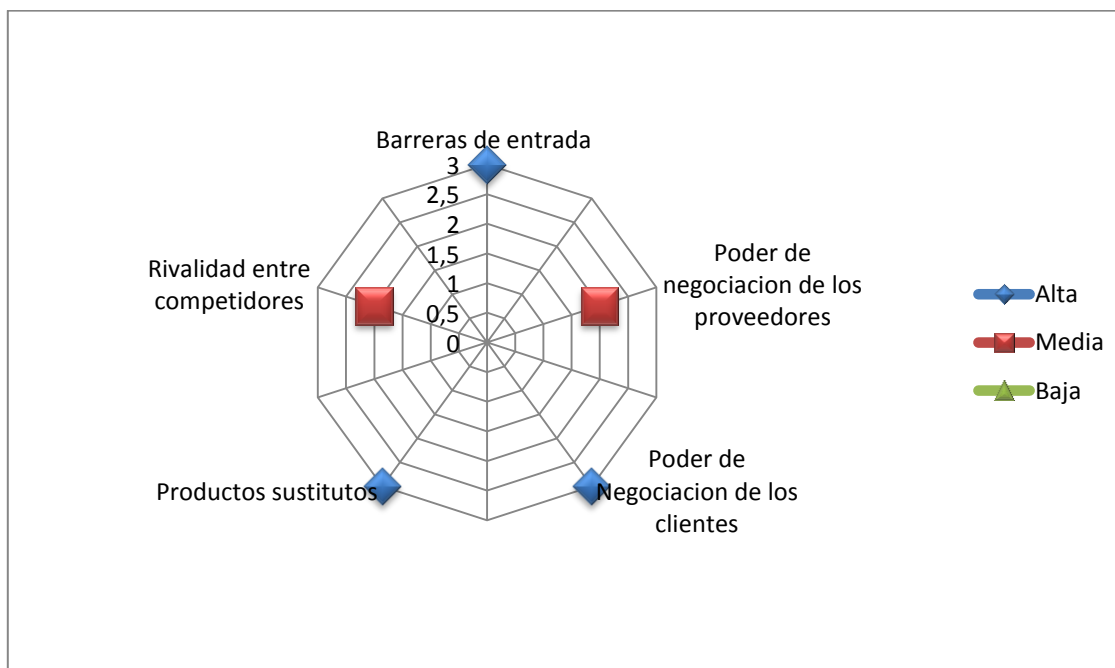 Barreras de entrada
3
2,5
2
1,5
1
0,5
0
Poder de
negociacion de los
proveedores
Poder de
Negociacion de los
clientes
Productos sustitutos
Rivalidad entre
competidores
Alta
Media
Baja